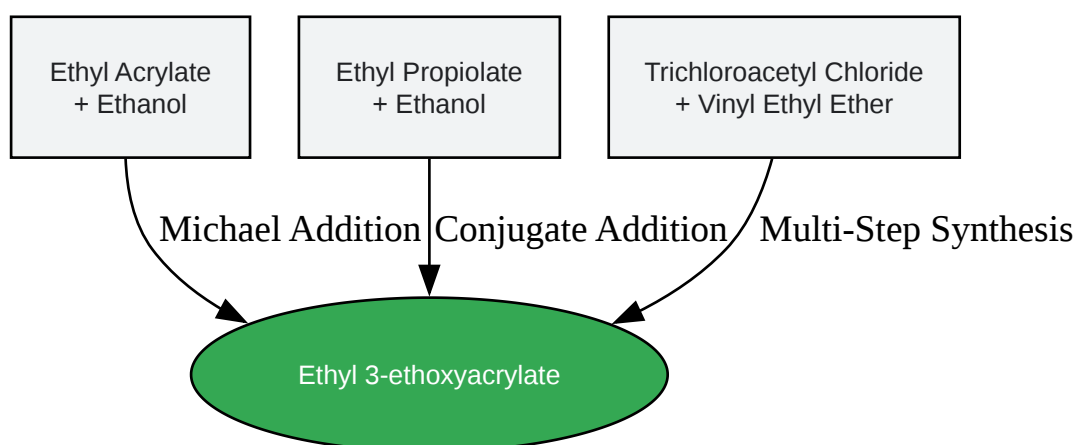 Ethyl Acrylate
+ Ethanol
Ethyl Propiolate
+ Ethanol
Trichloroacetyl Chloride
+ Vinyl Ethyl Ether
Michael Addition
Conjugate Addition
Multi-Step Synthesis
Ethyl 3-ethoxyacrylate